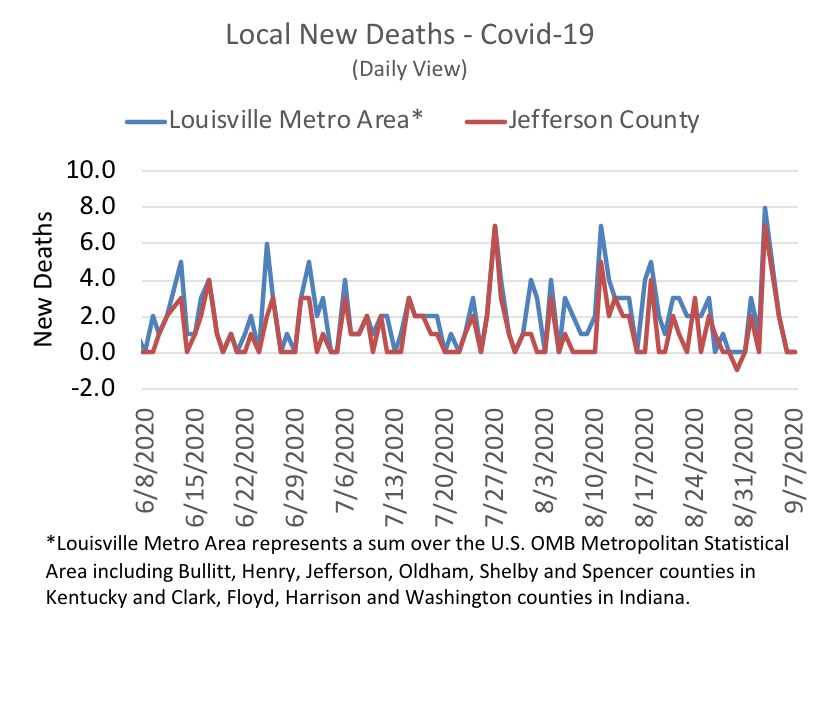 Local New Deaths - Covid-19
(Daily View)
Louisville Metro Area*
Jefferson County
10.0
8.0
6.0
4.0
2.0
0.0
-2.0
New Deaths
6/8/2020
6/15/2020
6/22/2020
6/29/2020
7/6/2020
7/13/2020
7/20/2020
7/27/2020
8/3/2020
8/10/2020
8/17/2020
8/24/2020
8/31/2020
9/7/2020
*Louisville Metro Area represents a sum over the U.S. OMB Metropolitan Statistical
Area including Bullitt, Henry, Jefferson, Oldham, Shelby and Spencer counties in
Kentucky and Clark, Floyd, Harrison and Washington counties in Indiana.